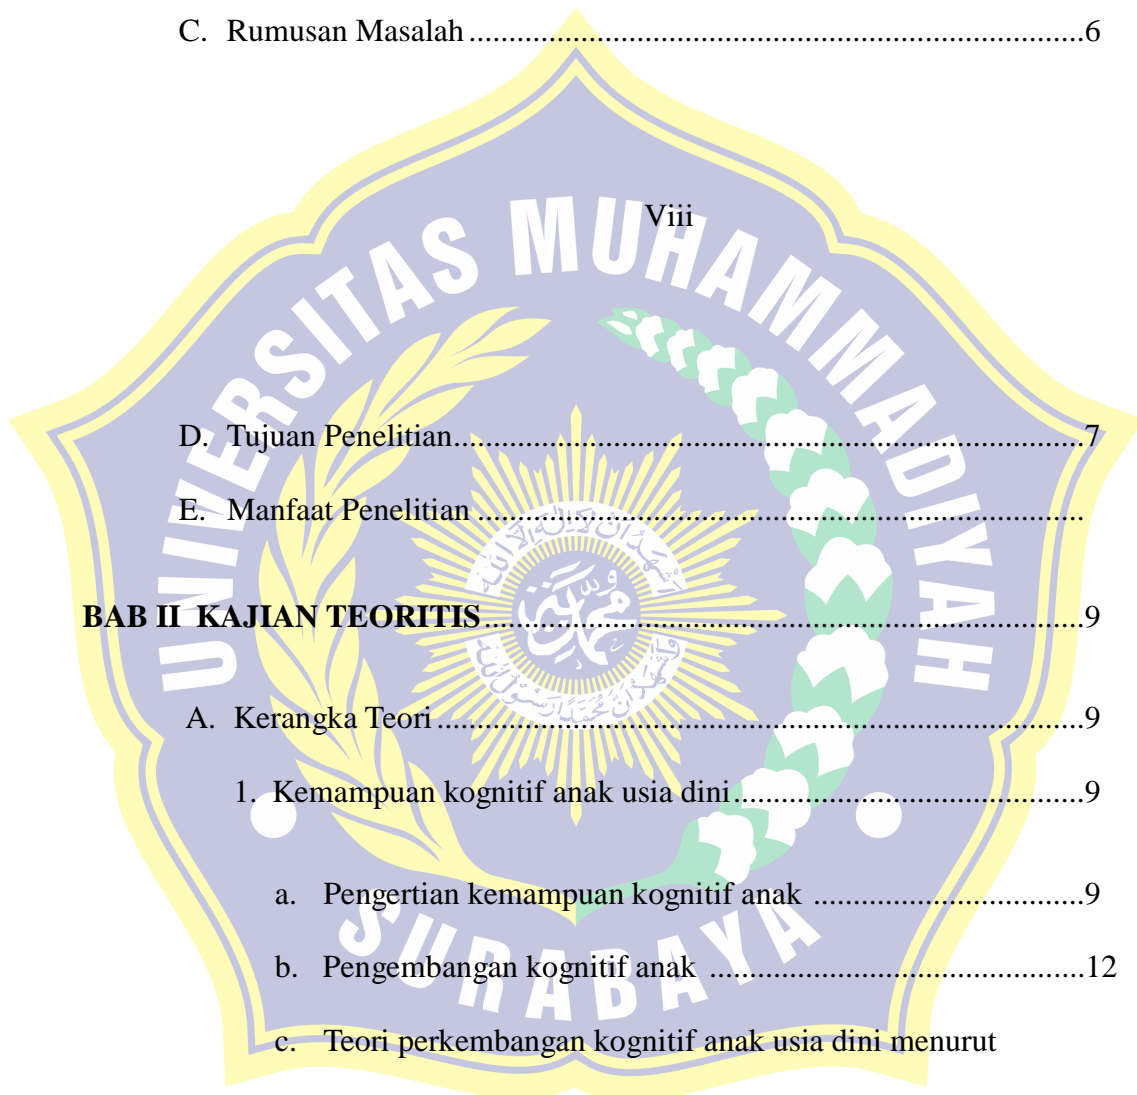 C. Rumusan Masalah .............................................................................6
Viii
UNIVERSITAS MUHAMMADIYAH
SURABAYA
D. Tujuan Penitian...............................................................................7
E. Manfaat Penelitian ............................................................................
BAB II KAJIAN TEORITIS...........................................................................9
A. Kerangka Teori .................................................................................9
1. Kemampuan kognitif anak usia dini............................................9
a. Pengertian kemampuan kognitif anak ..................................9
b. Pengembangan kognitif anak ...............................................12
c. Teori perkembangan kognitif anak usia dini menurut